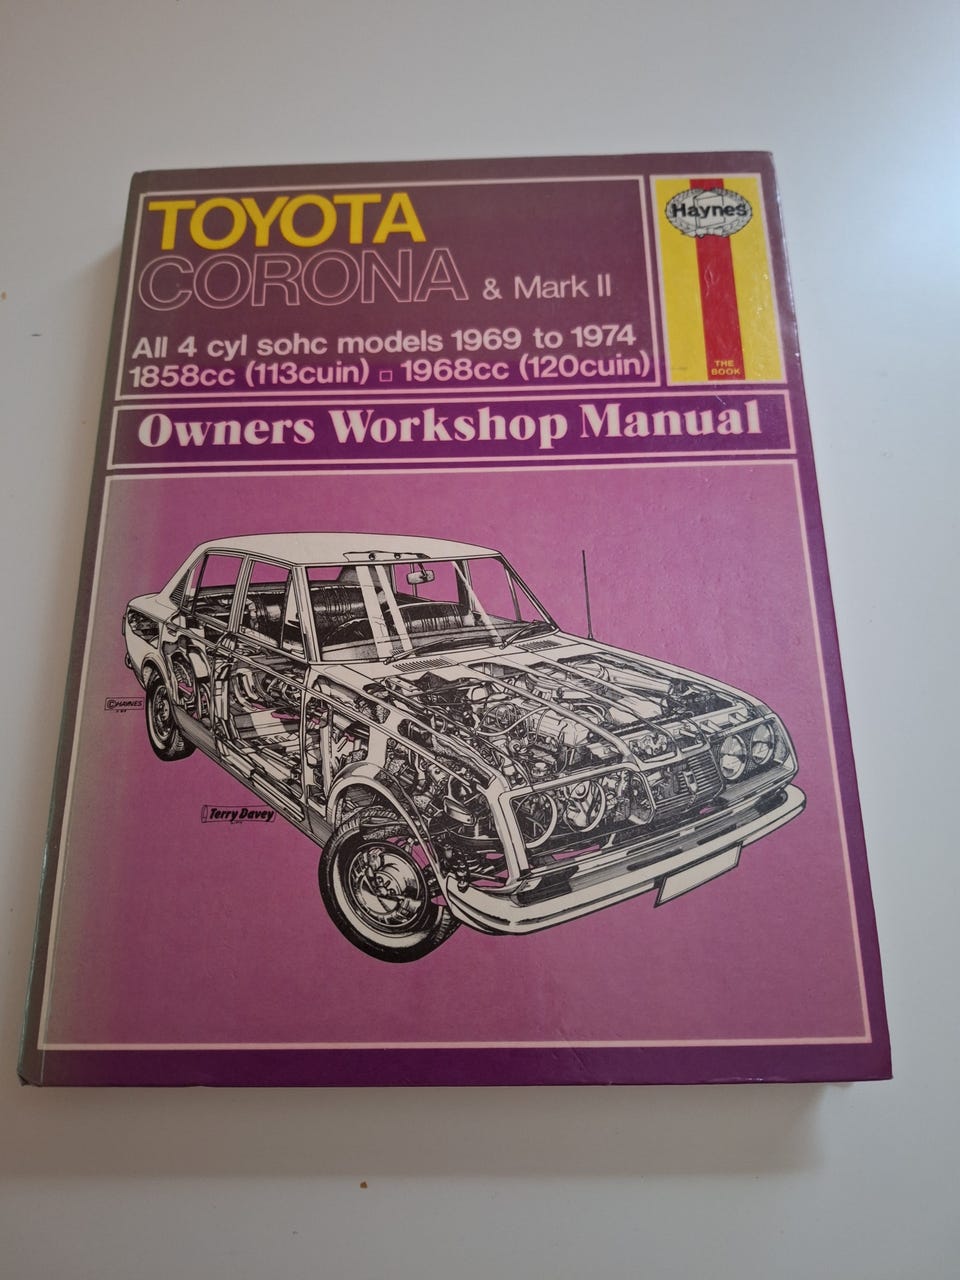 TOYOTA
CORONA & Mark II
All 4 cyl sohc models 1969 to 1974
1858cc (113cuin) □ 1968cc (120cuin)
Haynes
THE
BOOK
Owners Workshop Manual
©HAYNES
Terry Davey